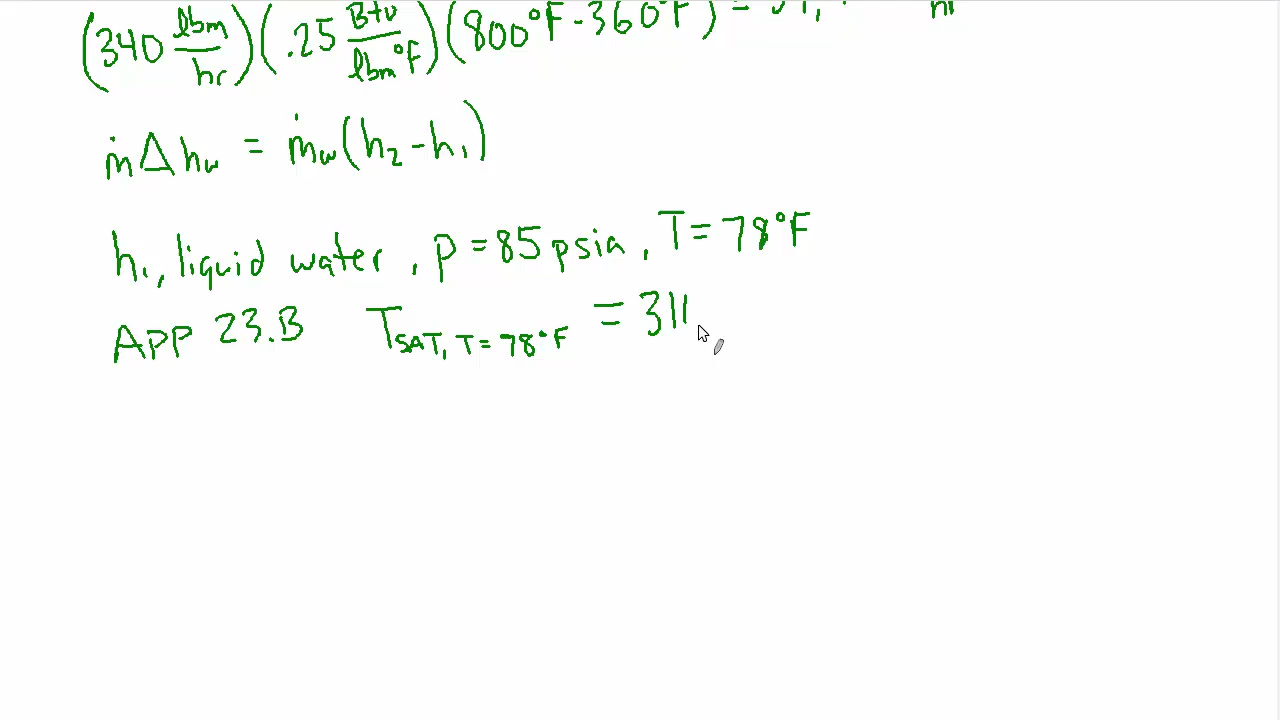 (340 lbm/hr)(.25 Btu/lbm°F)(800°F-360°F) =
ṁΔhw = ṁw(h2-h1)
h1, liquid water, p = 85 psia, T = 78°F
APP 23.B TSAT, T = 78°F = 311